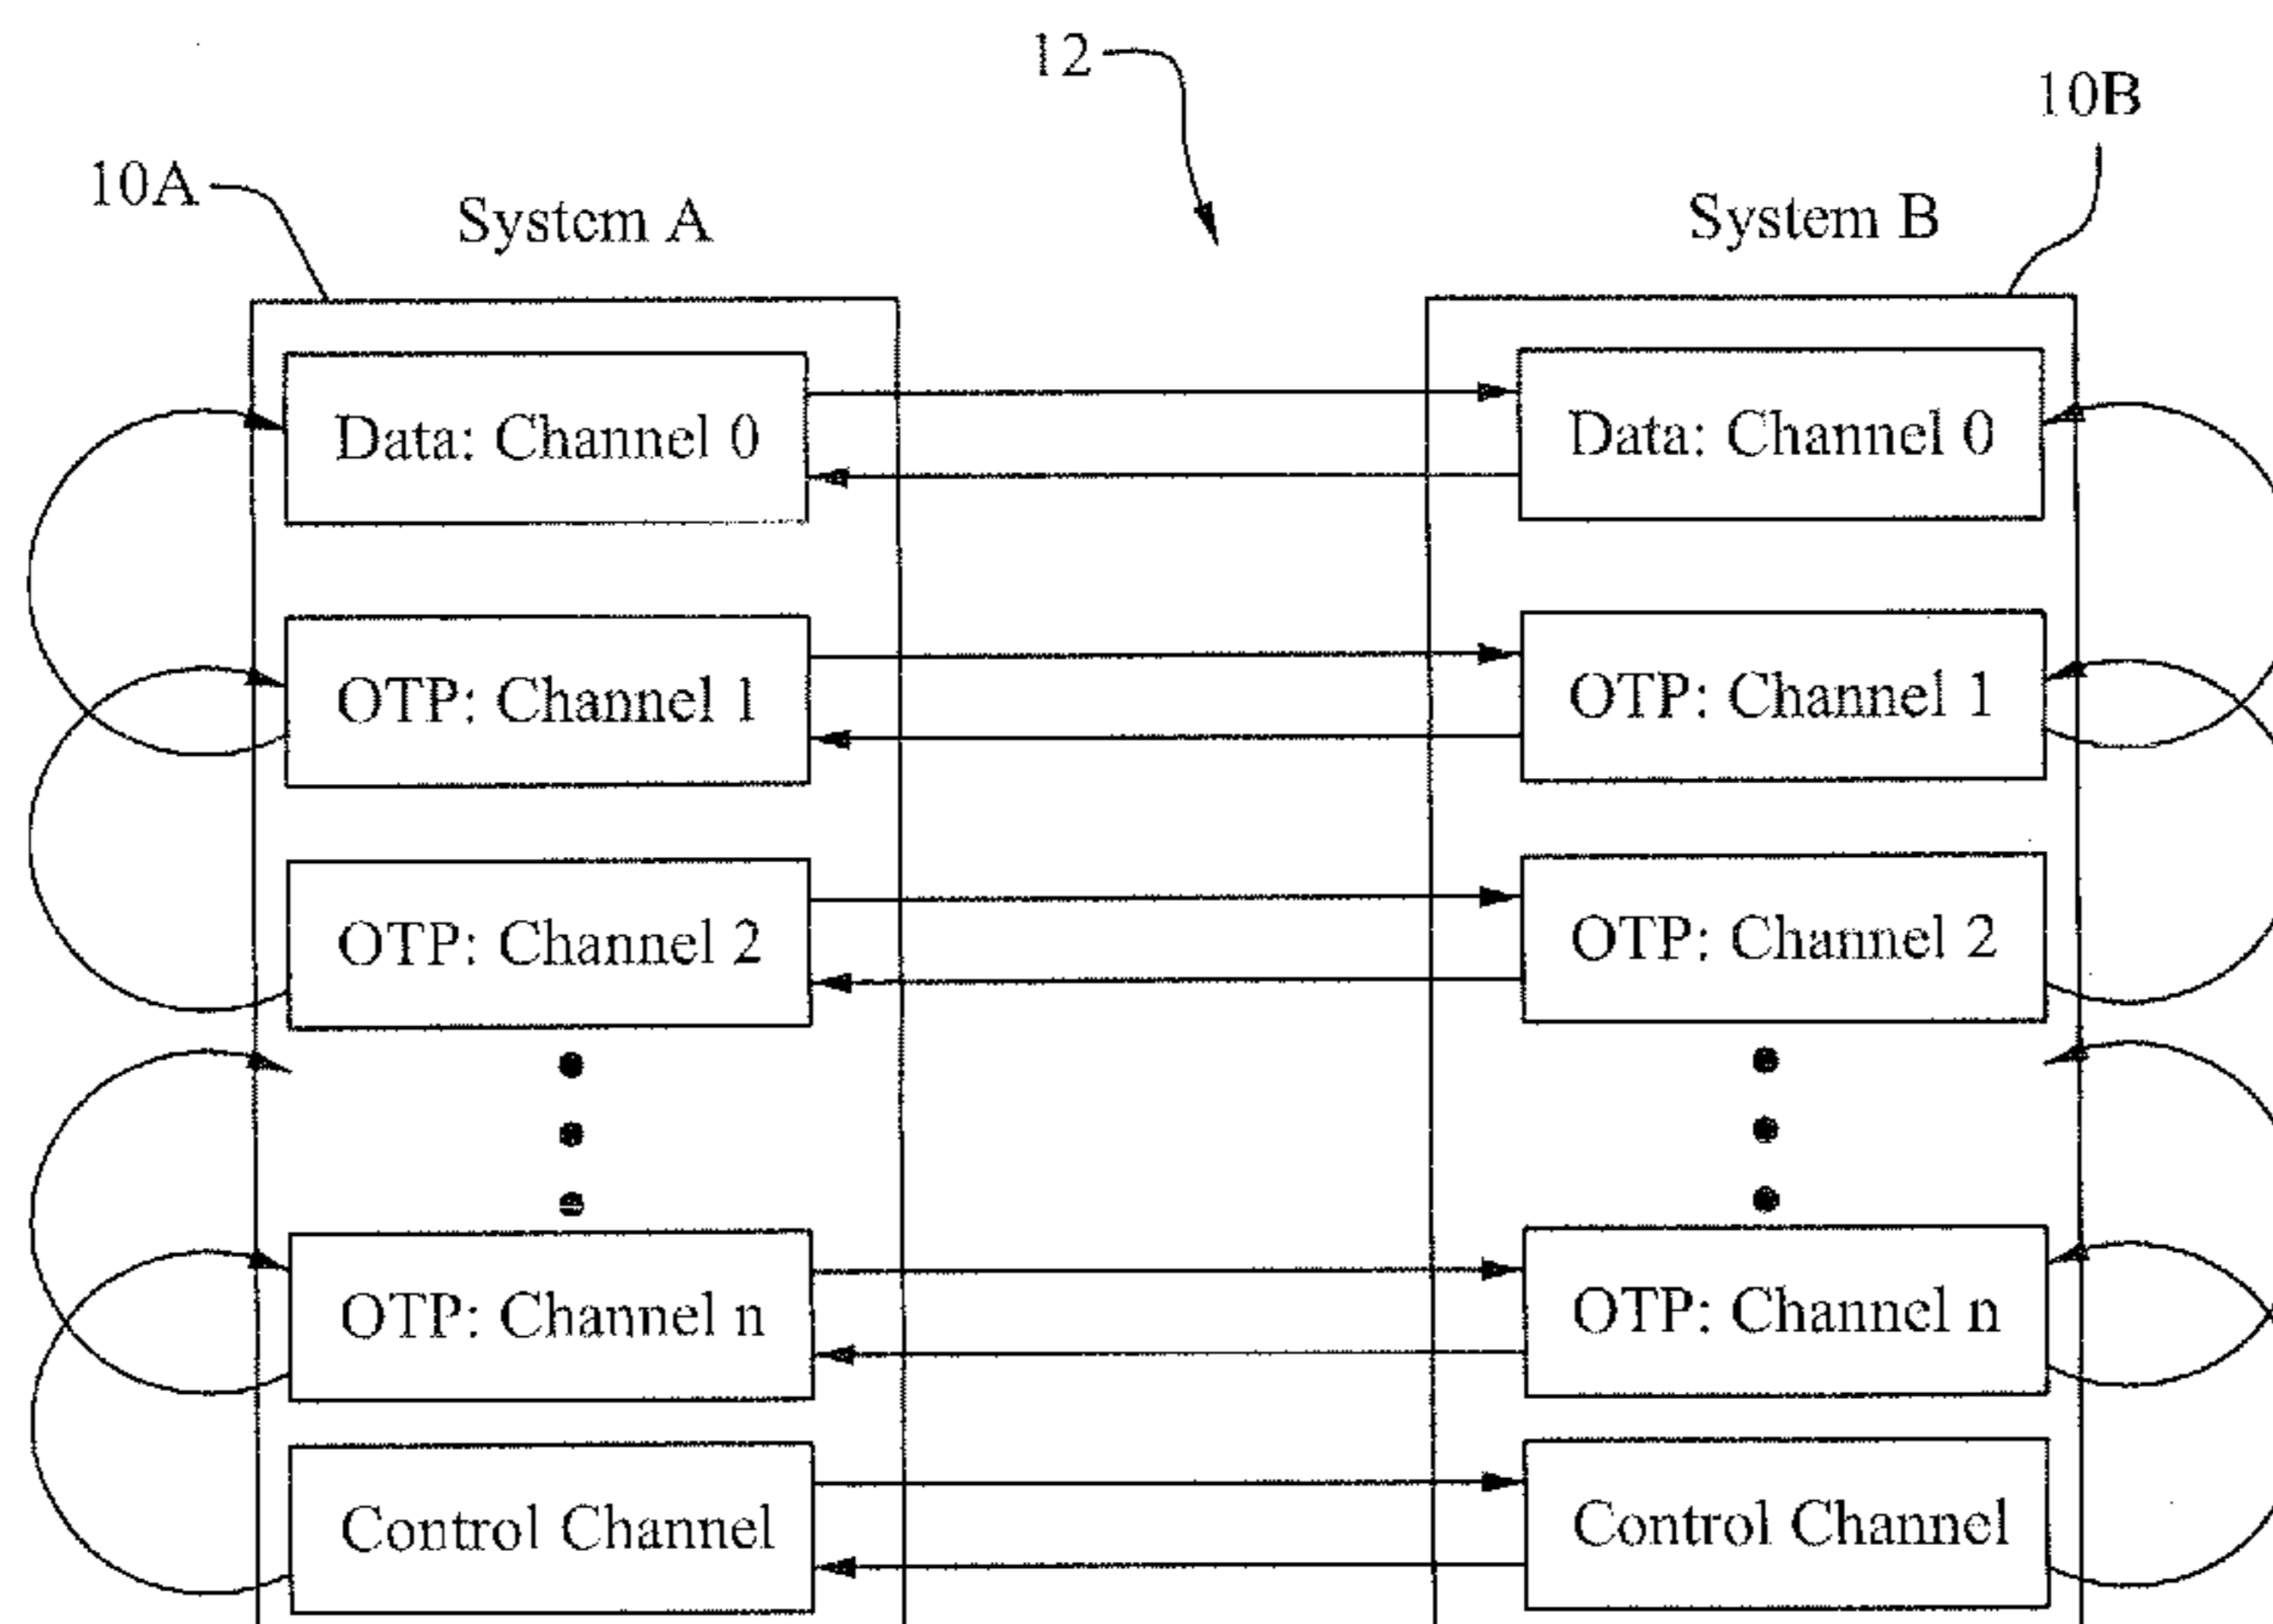 12
10B
10A
System A
System B
Data: Channel 0
Data: Channel 0
OTP: Channel 1
OTP: Channel 1
OTP: Channel 2
OTP: Channel 2
OTP: Channel n
OTP: Channel n
Control Channel
Control Channel